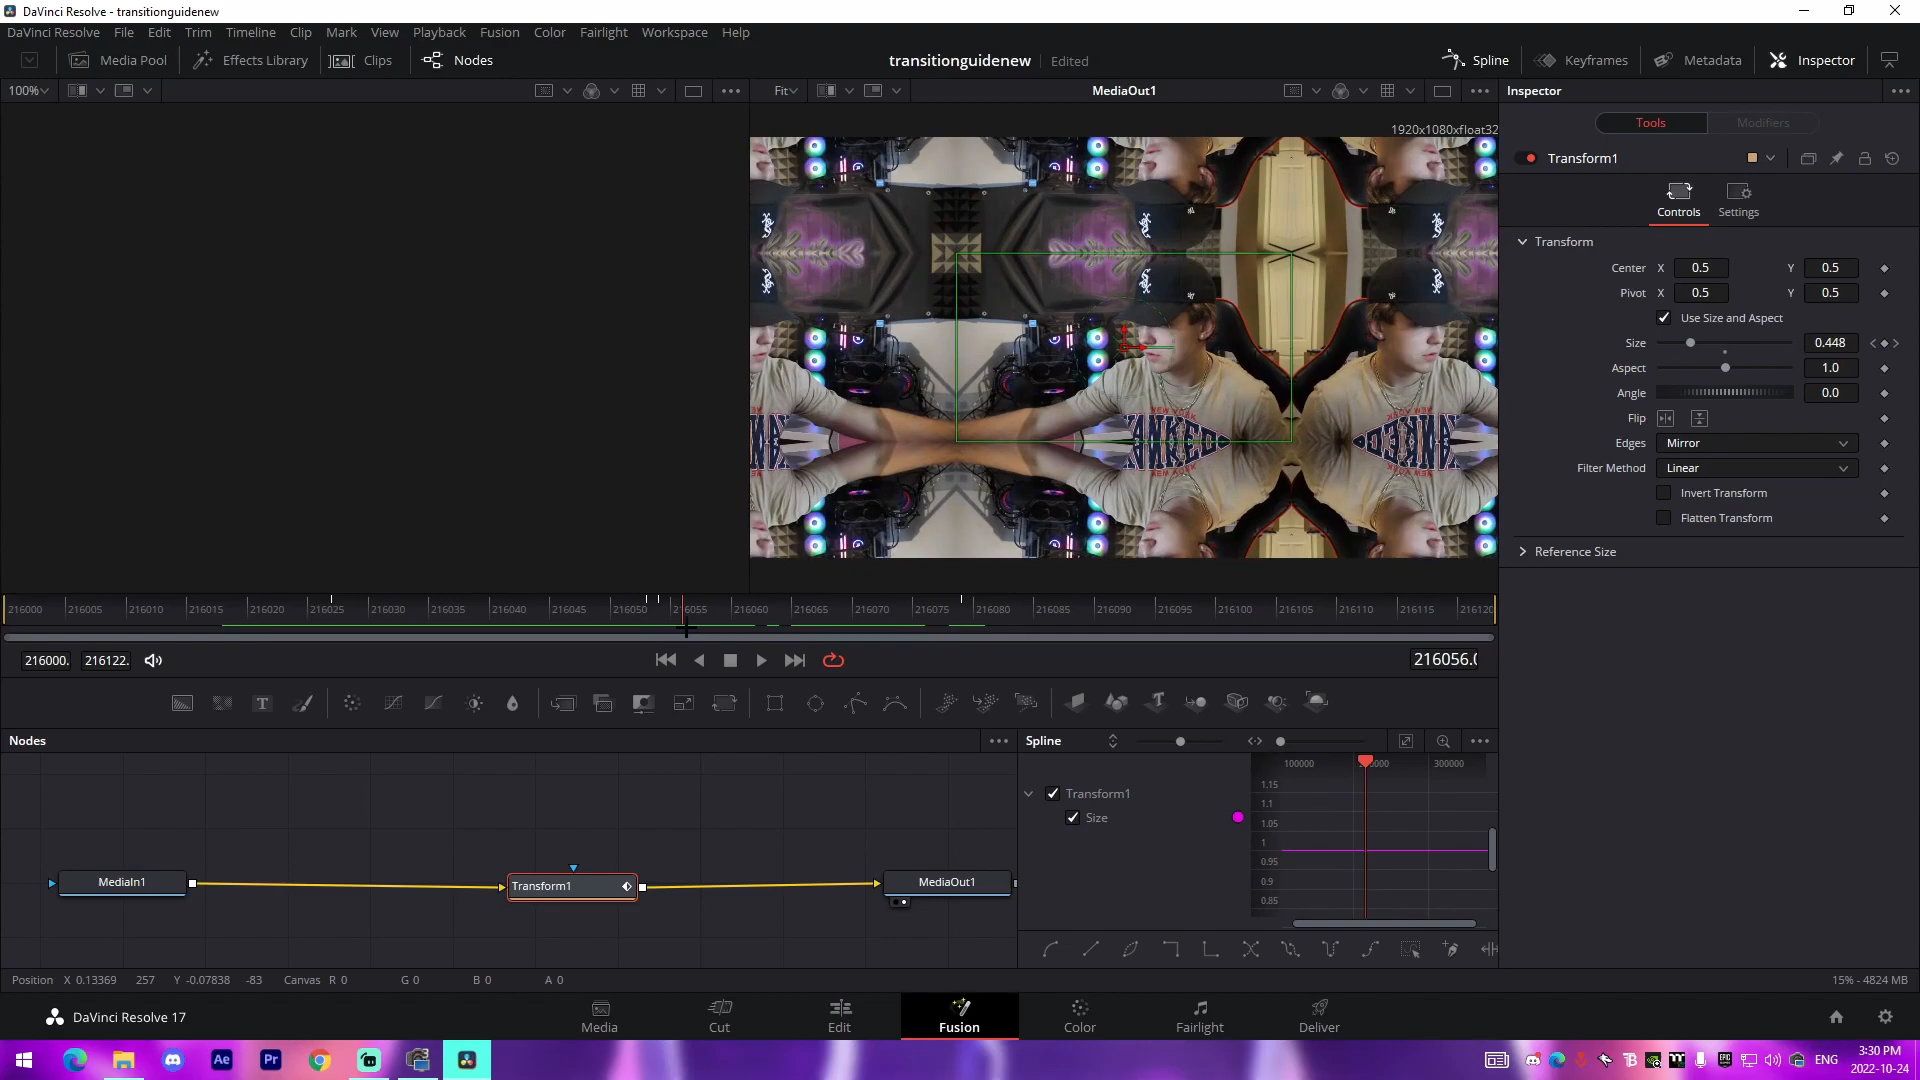 DaVinci Resolve - transitionguidenew
DaVinci Resolve File Edit Trim Timeline Clip Mark View Playback Fusion Color Fairlight Workspace Help
Media Pool Effects Library Clips Nodes transitionguidenew Edited Spline Keyframes Metadata Inspector
100% Fit MediaOut1 Inspector
1920x1080xfloat32
Tools Modifiers
Transform1
Controls Settings
Transform
Center X 0.5 Y 0.5
Pivot X 0.5 Y 0.5
Use Size and Aspect
Size 0.448
Aspect 1.0
Angle 0.0
Flip
Edges Mirror
Filter Method Linear
Invert Transform
Flatten Transform
Reference Size
NEW YORK
216000 216005 216010 216015 216020 216025 216030 216035 216040 216045 216050 216055 216060 216065 216070 216075 216080 216085 216090 216095 216100 216105 216110 216115 216120
216000. 216122. 216056.0
Nodes Spline
100000 300000
Transform1
Size
1.15
1.1
1.05
1
0.95
0.9
0.85
MediaIn1 Transform1 MediaOut1
Position X 0.13369 257 Y -0.07838 -83 Canvas R 0 G 0 B 0 A 0 15% - 4824 MB
DaVinci Resolve 17 Media Cut Edit Fusion Color Fairlight Deliver
Ae Pr ENG 3:30 PM
2022-10-24